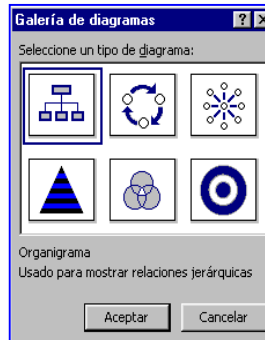 Galería de diagramas
Seleccione un tipo de diagrama:
Organigrama
Usado para mostrar relaciones jerárquicas
Aceptar
Cancelar